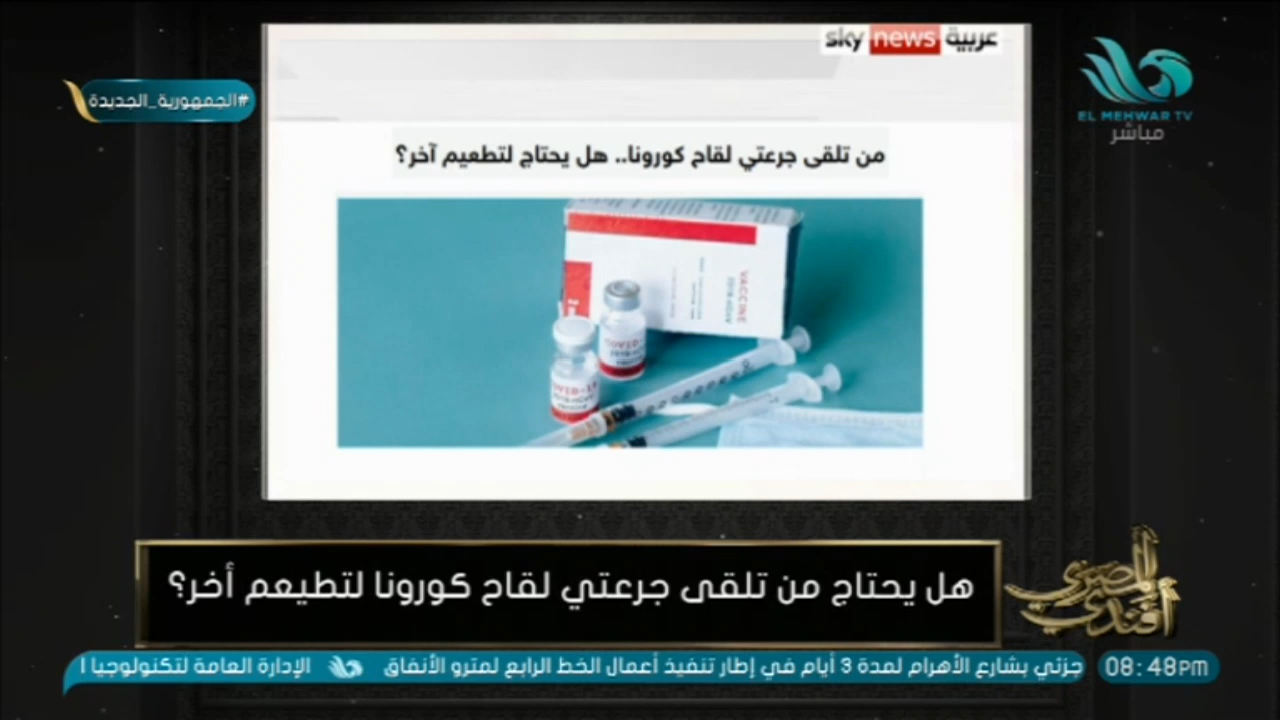 sky news عربية
#الجمهورية_الجديدة
EL MEHWAR TV
مباشر
من تلقى جرعتي لقاح كورونا.. هل يحتاج لتطعيم آخر؟
VACCINE
COVID-19
COVID-19
هل يحتاج من تلقى جرعتي لقاح كورونا لتطيعم أخر؟
المصري أفندي
جزئي بشارع الأهرام لمدة 3 أيام في إطار تنفيذ أعمال الخط الرابع لمترو الأنفاق الإدارة العامة لتكنولوجيا ا
08:48PM